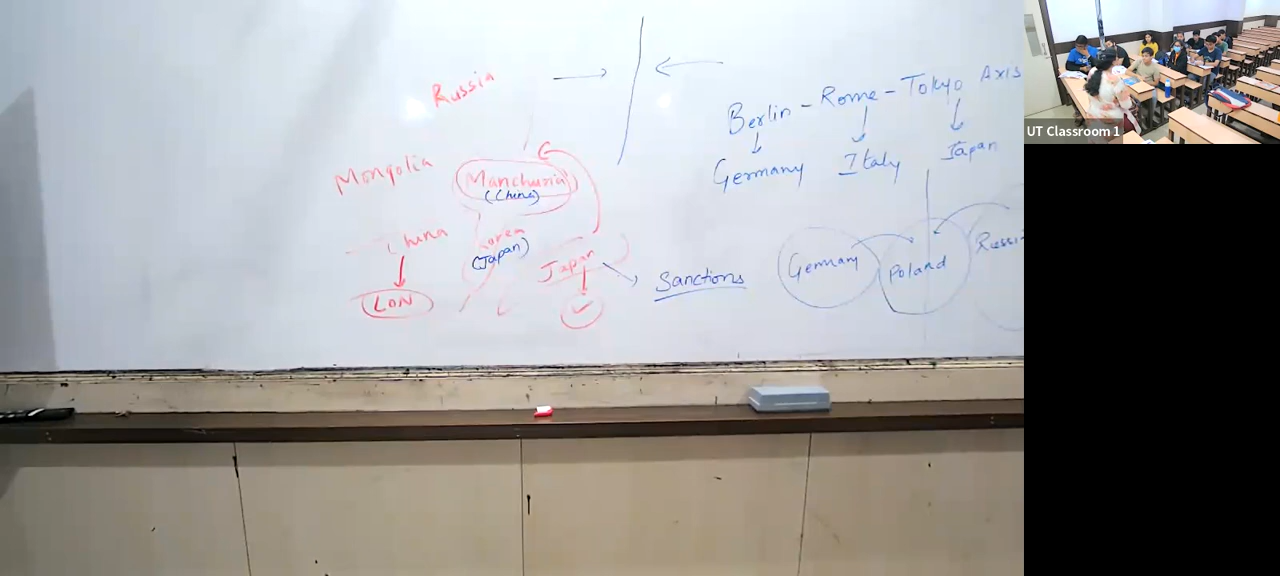 Russia
Mongolia
Manchuria
(China)
China
Korea
(Japan)
Japan
LON
Sanctions
Berlin - Rome - Tokyo Axis
Germany Italy Japan
Germany
Poland
UT Classroom 1